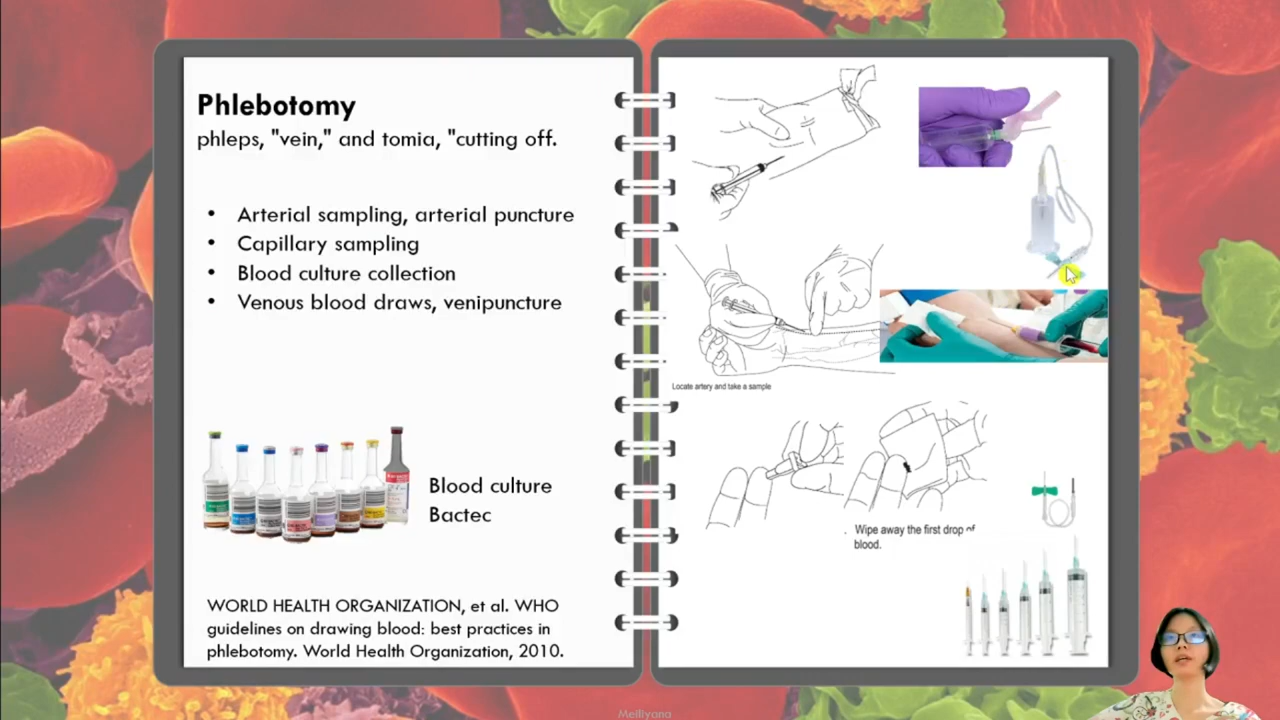 Phlebotomy
phleps, "vein," and tomia, "cutting off.
• Arterial sampling, arterial puncture
• Capillary sampling
• Blood culture collection
• Venous blood draws, venipuncture
Locate artery and take a sample
Blood culture
Bactec
Wipe away the first drop of
blood.
WORLD HEALTH ORGANIZATION, et al. WHO
guidelines on drawing blood: best practices in
phlebotomy. World Health Organization, 2010.
Meillyana